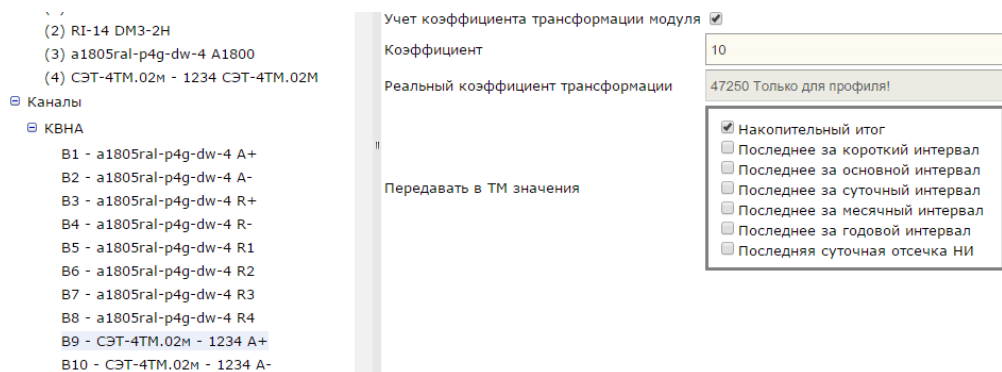 (2) RI-14 DM3-2H
(3) a1805ral-p4g-dw-4 A1800
(4) СЭТ-4ТМ.02м - 1234 СЭТ-4ТМ.02М
Каналы
КВНА
B1 - a1805ral-p4g-dw-4 A+
B2 - a1805ral-p4g-dw-4 A-
B3 - a1805ral-p4g-dw-4 R+
B4 - a1805ral-p4g-dw-4 R-
B5 - a1805ral-p4g-dw-4 R1
B6 - a1805ral-p4g-dw-4 R2
B7 - a1805ral-p4g-dw-4 R3
B8 - a1805ral-p4g-dw-4 R4
B9 - СЭТ-4ТМ.02м - 1234 A+
B10 - СЭТ-4ТМ.02м - 1234 A-
Учет коэффициента трансформации модуля
Коэффициент 10
Реальный коэффициент трансформации 47250 Только для профиля!
Передавать в ТМ значения
Накопительный итог
Последнее за короткий интервал
Последнее за основной интервал
Последнее за суточный интервал
Последнее за месячный интервал
Последнее за годовой интервал
Последняя суточная отсечка НИ